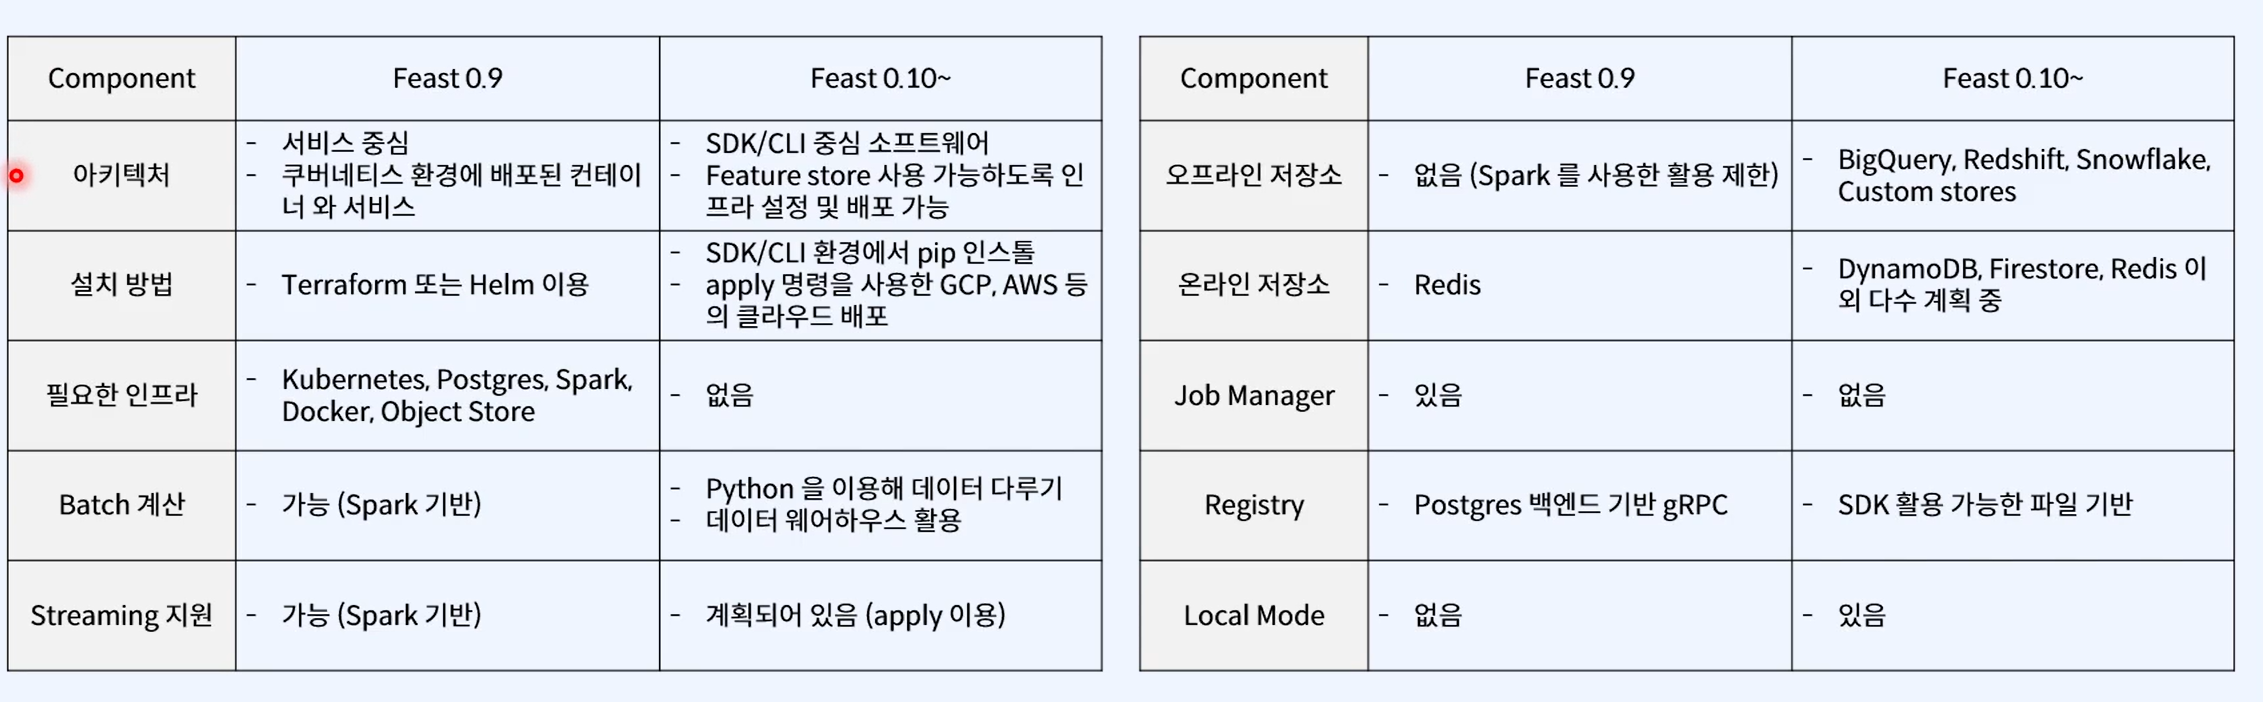 Component
Feast 0.9
Feast 0.10~
아키텍처
- 서비스 중심
- 쿠버네티스 환경에 배포된 컨테이
너 와 서비스
- SDK/CLI 중심 소프트웨어
- Feature store 사용 가능하도록 인
프라 설정 및 배포 가능
설치 방법
- Terraform 또는 Helm 이용
- SDK/CLI 환경에서 pip 인스톨
- apply 명령을 사용한 GCP, AWS 등
의 클라우드 배포
필요한 인프라
- Kubernetes, Postgres, Spark,
Docker, Object Store
- 없음
Batch 계산
- 가능 (Spark 기반)
- Python 을 이용해 데이터 다루기
- 데이터 웨어하우스 활용
Streaming 지원
- 가능 (Spark 기반)
- 계획되어 있음 (apply 이용)
Component
Feast 0.9
Feast 0.10~
오프라인 저장소
- 없음 (Spark 를 사용한 활용 제한)
- BigQuery, Redshift, Snowflake,
Custom stores
온라인 저장소
- Redis
- DynamoDB, Firestore, Redis 이
외 다수 계획 중
Job Manager
- 있음
- 없음
Registry
- Postgres 백엔드 기반 gRPC
- SDK 활용 가능한 파일 기반
Local Mode
- 없음
- 있음